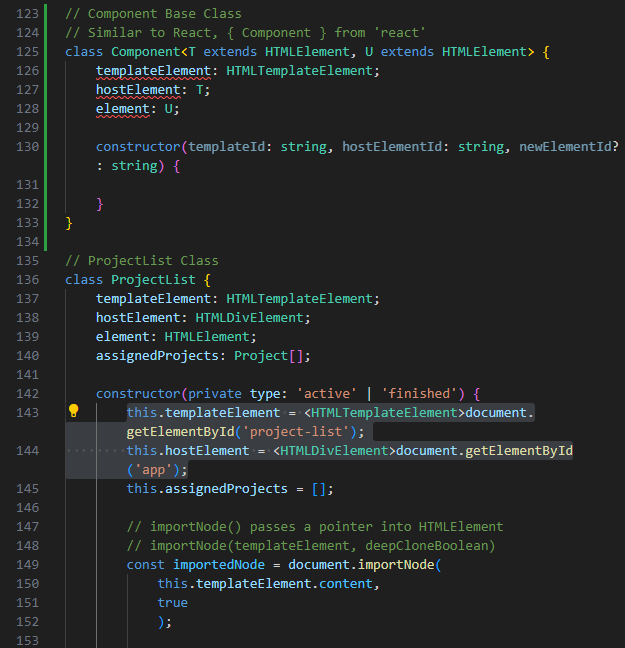 123 // Component Base Class
124 // Similar to React, { Component } from 'react'
125 class Component<T extends HTMLElement, U extends HTMLElement> {
126 templateElement: HTMLTemplateElement;
127 hostElement: T;
128 element: U;
129
130 constructor(templateId: string, hostElementId: string, newElementId?
: string) {
131
132 }
133 }
134
135 // ProjectList Class
136 class ProjectList {
137 templateElement: HTMLTemplateElement;
138 hostElement: HTMLDivElement;
139 element: HTMLElement;
140 assignedProjects: Project[];
141
142 constructor(private type: 'active' | 'finished') {
143 this.templateElement = <HTMLTemplateElement>document.
getElementById('project-list');
144 this.hostElement = <HTMLDivElement>document.getElementById
('app');
145 this.assignedProjects = [];
146
147 // importNode() passes a pointer into HTMLElement
148 // importNode(templateElement, deepCloneBoolean)
149 const importedNode = document.importNode(
150 this.templateElement.content,
151 true
152 );
153